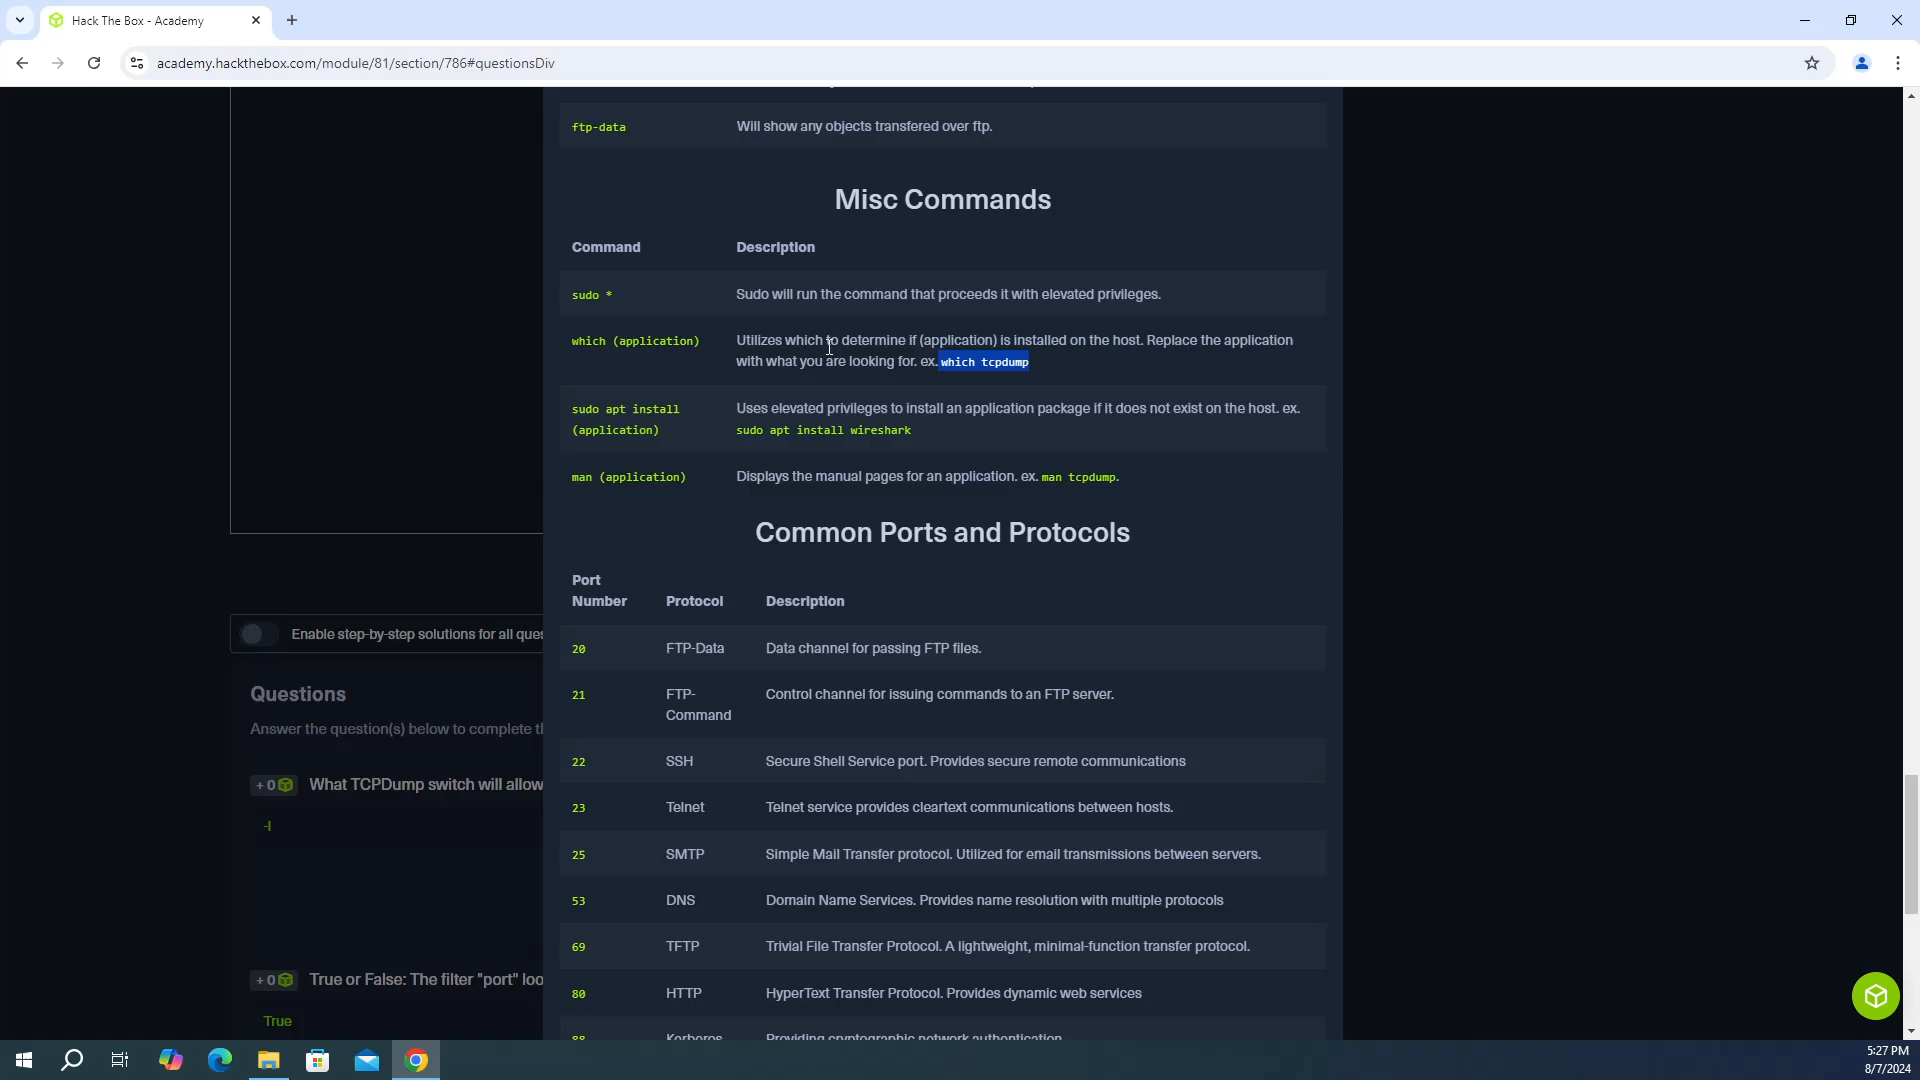 Hack The Box - Academy
academy.hackthebox.com/module/81/section/786#questionsDiv
ftp-data Will show any objects transfered over ftp.
Misc Commands
Command Description
sudo * Sudo will run the command that proceeds it with elevated privileges.
which (application) Utilizes which to determine if (application) is installed on the host. Replace the application
with what you are looking for. ex. which tcpdump
sudo apt install Uses elevated privileges to install an application package if it does not exist on the host. ex.
(application) sudo apt install wireshark
man (application) Displays the manual pages for an application. ex. man tcpdump.
Common Ports and Protocols
Port
Number Protocol Description
20 FTP-Data Data channel for passing FTP files.
21 FTP- Control channel for issuing commands to an FTP server.
Command
22 SSH Secure Shell Service port. Provides secure remote communications
23 Telnet Telnet service provides cleartext communications between hosts.
25 SMTP Simple Mail Transfer protocol. Utilized for email transmissions between servers.
53 DNS Domain Name Services. Provides name resolution with multiple protocols
69 TFTP Trivial File Transfer Protocol. A lightweight, minimal-function transfer protocol.
80 HTTP HyperText Transfer Protocol. Provides dynamic web services
88 Kerberos Providing cryptographic network authentication
Enable step-by-step solutions for all ques
Questions
Answer the question(s) below to complete th
+ 0 What TCPDump switch will allow
-l
+ 0 True or False: The filter "port" loo
True
5:27 PM
8/7/2024